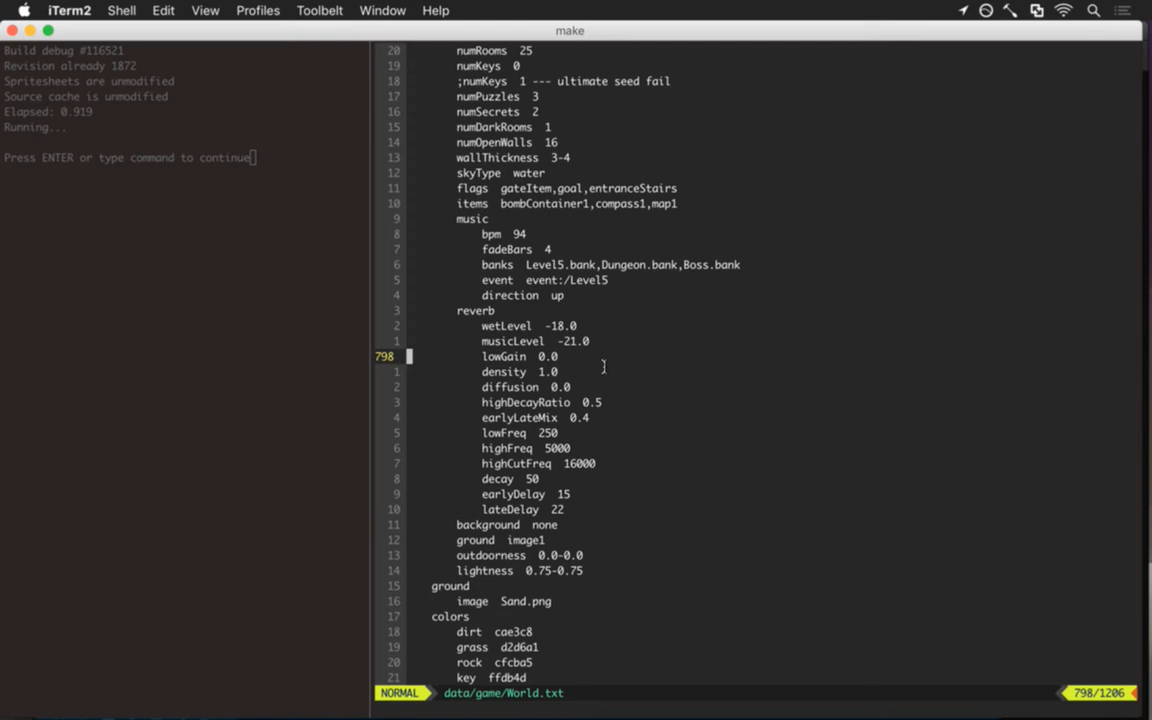 iTerm2 Shell Edit View Profiles Toolbelt Window Help
make
Build debug #116521
Revision already 1872
Spritesheets are unmodified
Source cache is unmodified
Elapsed: 0.919
Running...
Press ENTER or type command to continue
20 numRooms 25
19 numKeys 0
18 ;numKeys 1 --- ultimate seed fail
17 numPuzzles 3
16 numSecrets 2
15 numDarkRooms 1
14 numOpenWalls 16
13 wallThickness 3-4
12 skyType water
11 flags gateItem,goal,entranceStairs
10 items bombContainer1,compass1,map1
9 music
8 bpm 94
7 fadeBars 4
6 banks Level5.bank,Dungeon.bank,Boss.bank
5 event event:/Level5
4 direction up
3 reverb
2 wetLevel -18.0
1 musicLevel -21.0
798 lowGain 0.0
1 density 1.0
2 diffusion 0.0
3 highDecayRatio 0.5
4 earlyLateMix 0.4
5 lowFreq 250
6 highFreq 5000
7 highCutFreq 16000
8 decay 50
9 earlyDelay 15
10 lateDelay 22
11 background none
12 ground image1
13 outdoorness 0.0-0.0
14 lightness 0.75-0.75
15 ground
16 image Sand.png
17 colors
18 dirt cae3c8
19 grass d2d6a1
20 rock cfcba5
21 key ffdb4d
NORMAL data/game/World.txt 798/1206